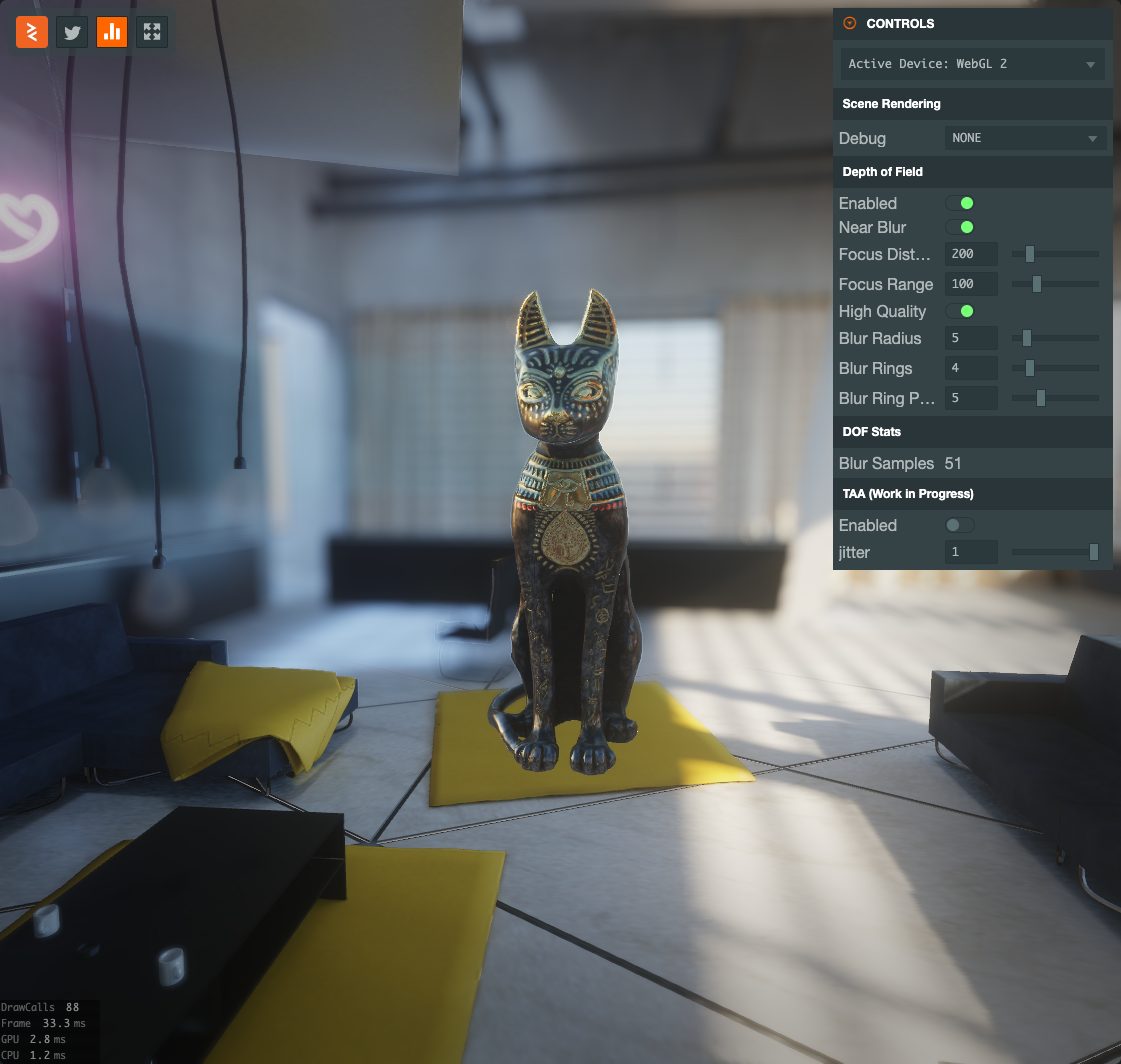 CONTROLS
Active Device: WebGL 2
Scene Rendering
Debug NONE
Depth of Field
Enabled
Near Blur
Focus Dist... 200
Focus Range 100
High Quality
Blur Radius 5
Blur Rings 4
Blur Ring P... 5
DOF Stats
Blur Samples 51
TAA (Work in Progress)
Enabled
jitter 1
DrawCalls 88
Frame 33.3 ms
GPU 2.8 ms
CPU 1.2 ms